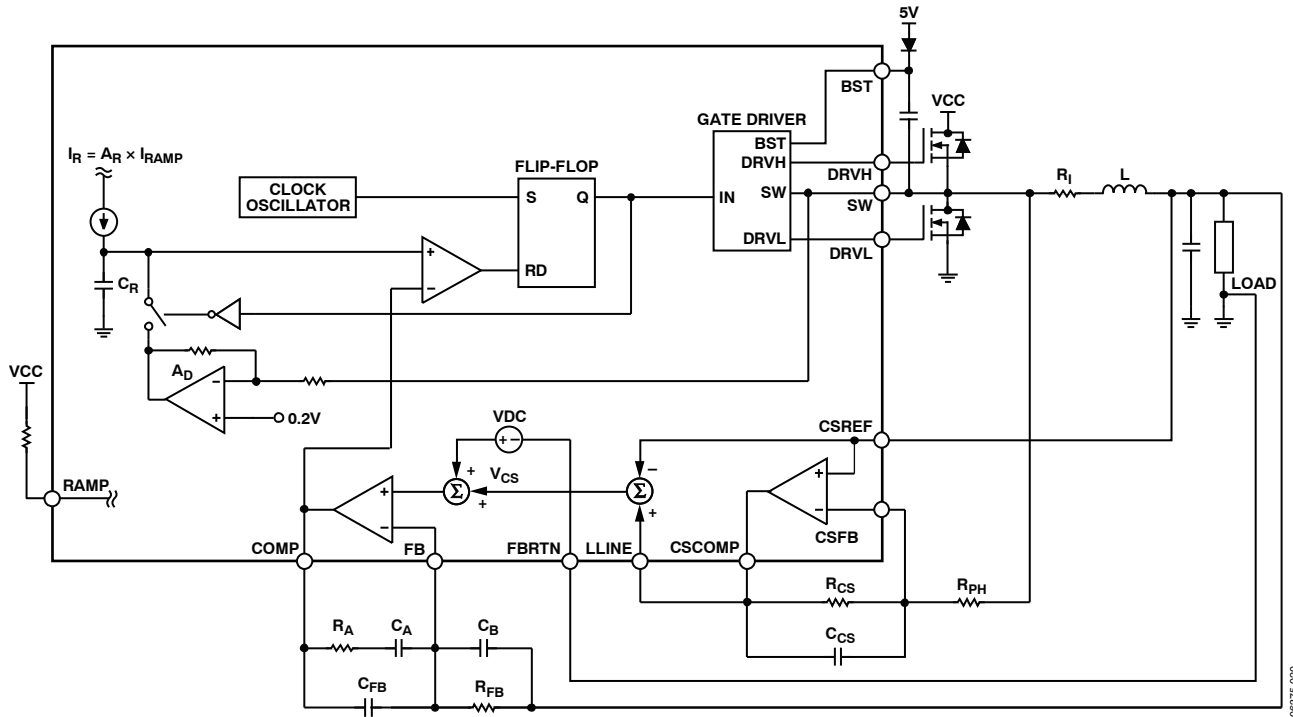 5V
BST
VCC
GATE DRIVER
BST
DRVH
DRVH
I_R = A_R × I_RAMP
FLIP-FLOP
CLOCK
OSCILLATOR
S
Q
IN
SW
SW
R_I
L
DRVL
DRVL
+
–
RD
C_R
LOAD
VCC
A_D
–
+
0.2V
VDC
+ –
CSREF
RAMP
+
–
Σ
+
V_CS
+
Σ
–
+
+
–
CSFB
COMP
FB
FBRTN
LLINE
CSCOMP
R_CS
R_PH
C_CS
R_A
C_A
C_B
C_FB
R_FB